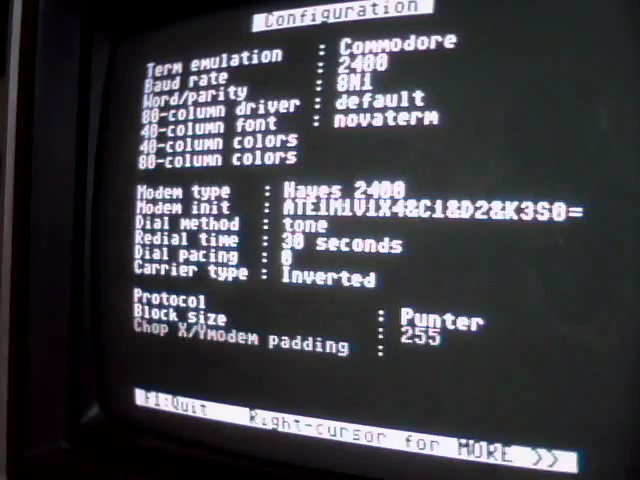 Configuration
Term emulation : Commodore
Baud rate : 2400
Word/parity : 8N1
80-column driver : default
40-column font : novaterm
40-column colors
80-column colors
Modem type : Hayes 2400
Modem init : ATE1M1V1X4&C1&D2&K3S0=
Dial method : tone
Redial time : 30 seconds
Dial pacing : 0
Carrier type : Inverted
Protocol : Punter
Block size : 255
Chop X/Ymodem padding :
F1:Quit Right-cursor for MORE >>